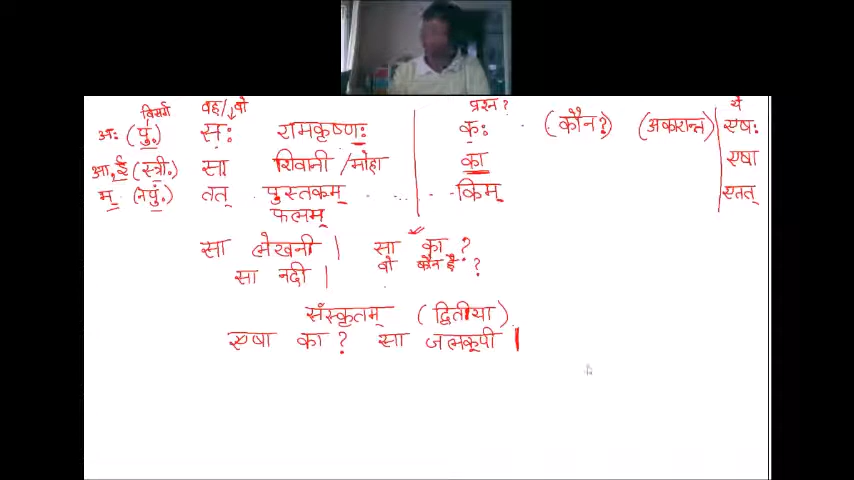 विसर्ग वह/वो प्रश्न? ये
अः (पुं.) सः रामकृष्णः कः (कौन?) (अकारान्त) एषः
आ,ई (स्त्री.) सा शिवानी/मोहा का एषा
म् (नपुं.) तत् पुस्तकम् ... किम् एतत्
फलम्
सा लेखनी | सा का?
सा नदी | वो कौन है?
संस्कृतम् (द्वितीया)
एषा का? सा जलकूपी |